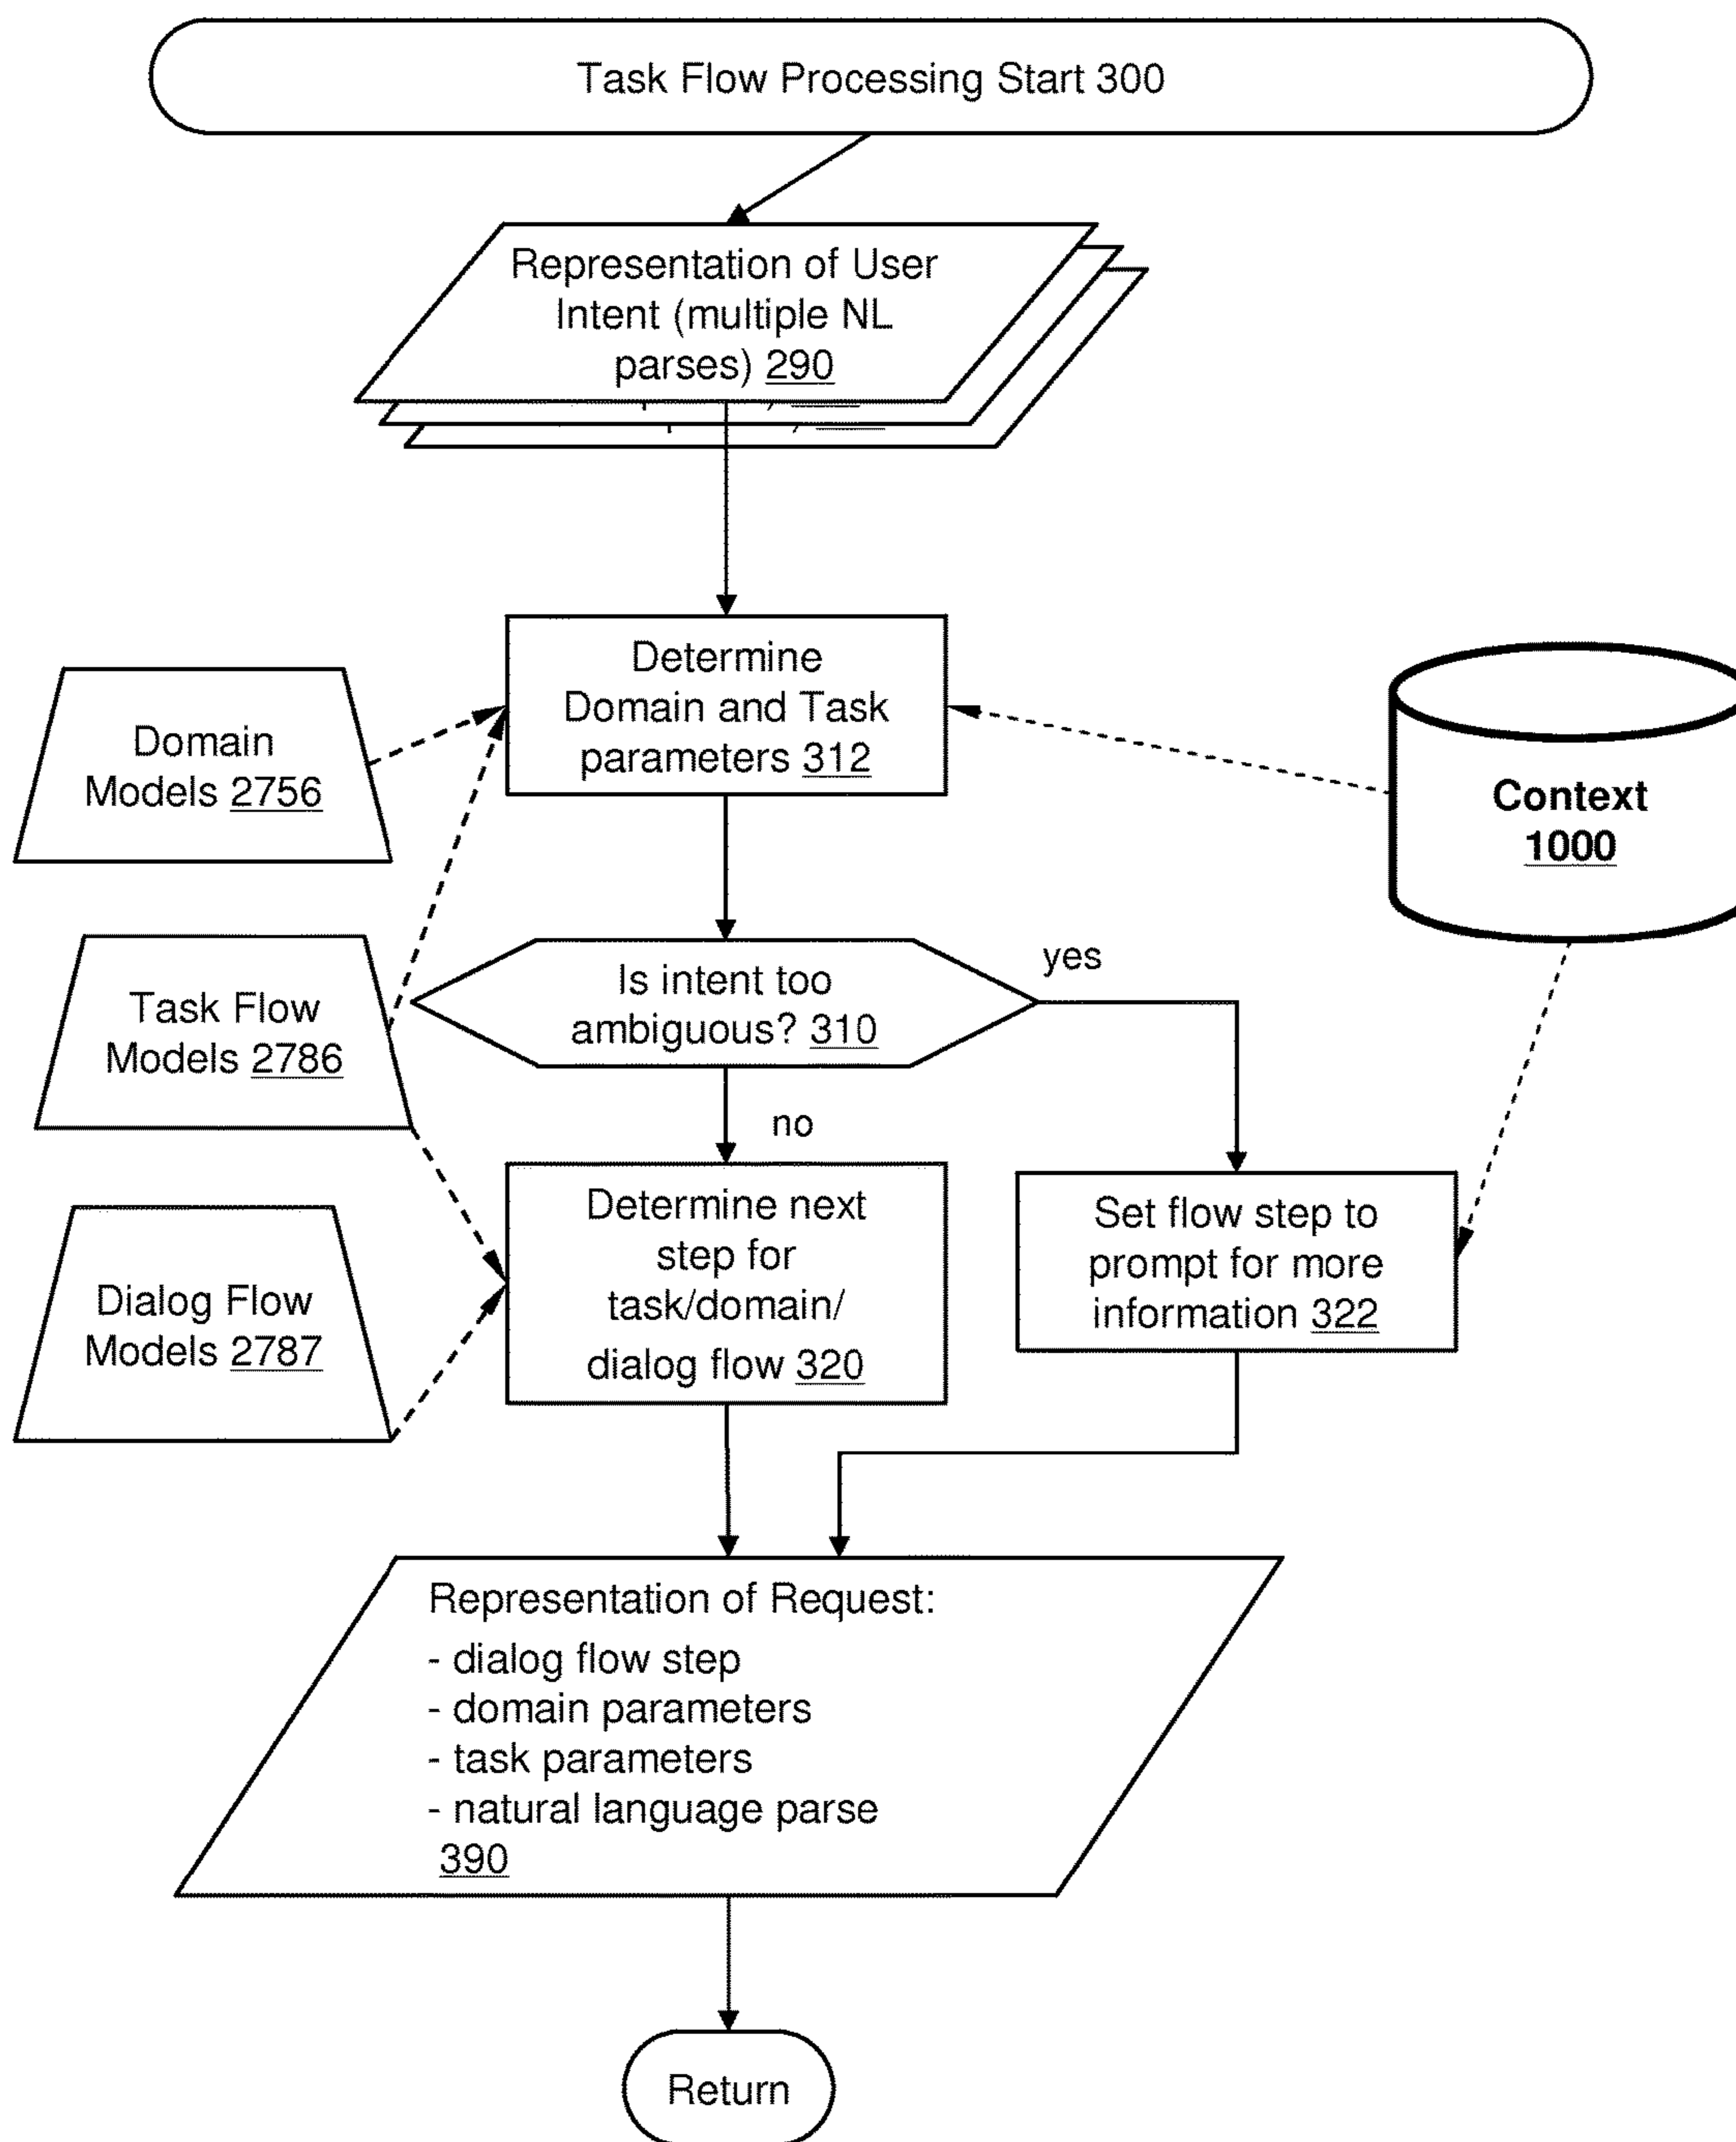 Task Flow Processing Start 300
Representation of User
Intent (multiple NL
parses) 290
Determine
Domain and Task
parameters 312
Domain
Models 2756
Context
1000
Is intent too
ambiguous? 310
yes
Task Flow
Models 2786
no
Determine next
step for
task/domain/
dialog flow 320
Set flow step to
prompt for more
information 322
Dialog Flow
Models 2787
Representation of Request:
- dialog flow step
- domain parameters
- task parameters
- natural language parse
390
Return